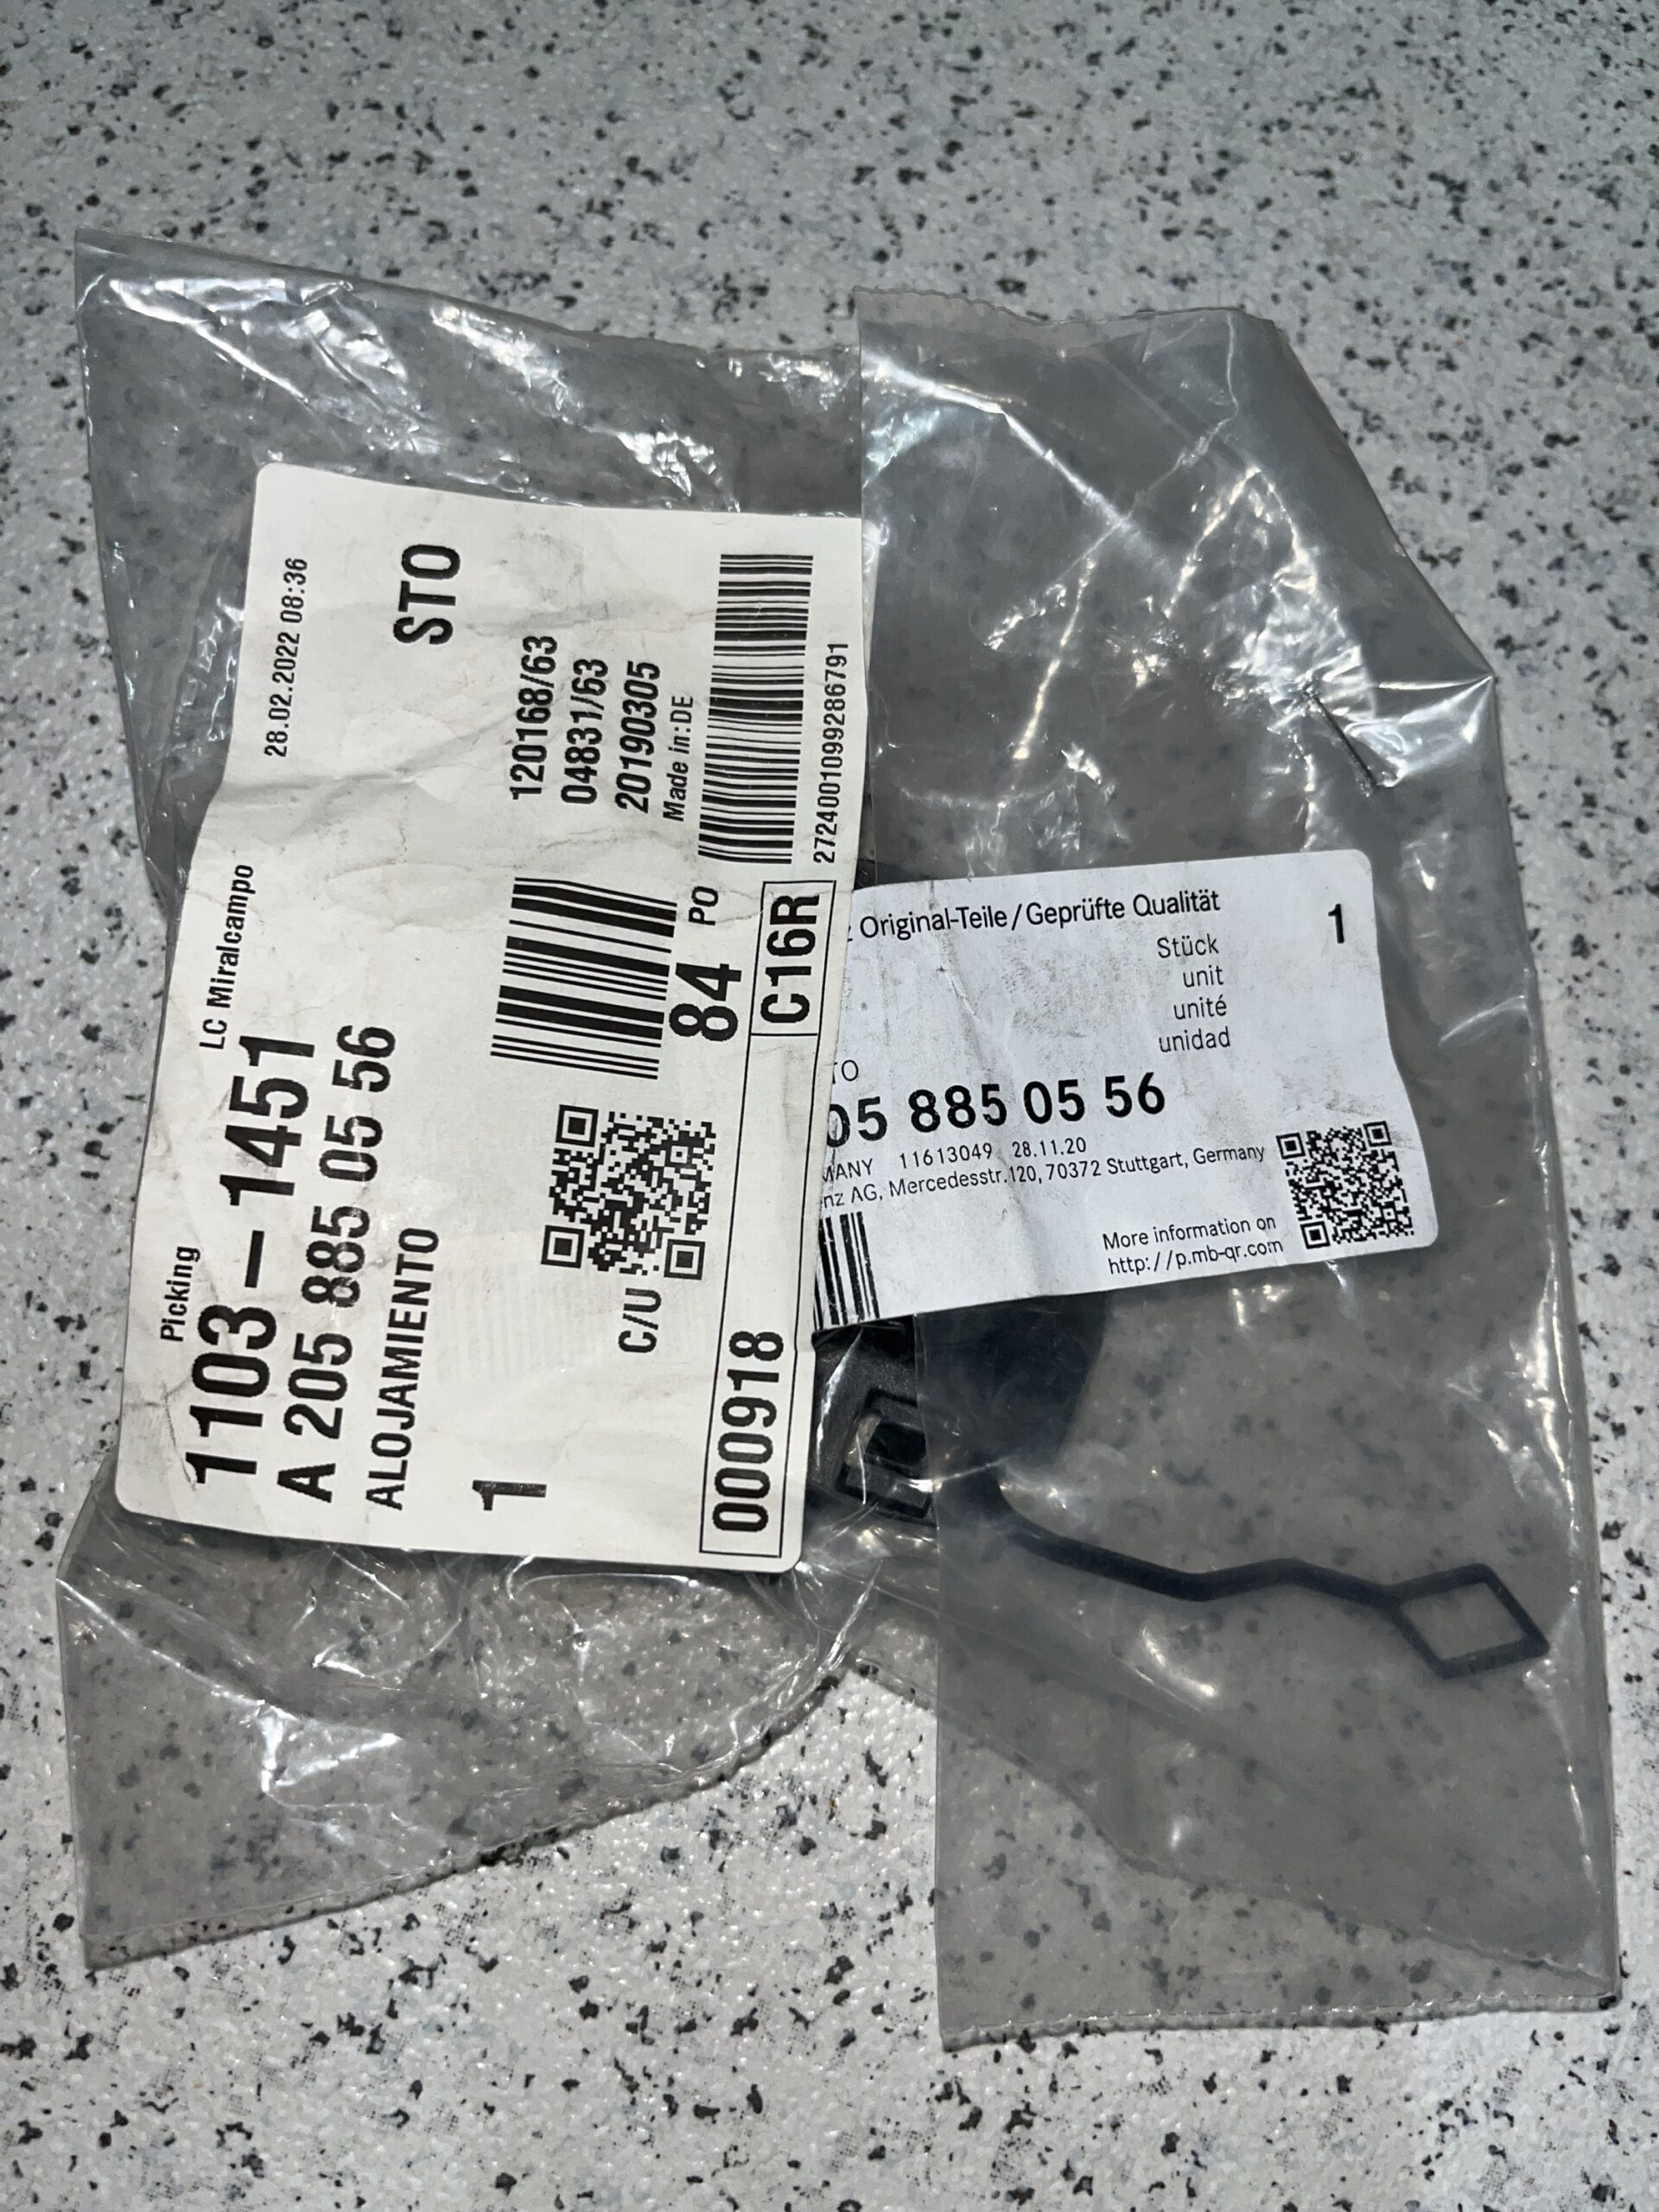 Picking LC Miralcampo 28.02.2022 08:36
1103 – 1451
A 205 885 05 56 STO
ALOJAMIENTO
1
120168/63
04831/63
20190305
Made in:DE
C/U
84 PO
000918 C16R
2724001099286791
Original-Teile / Geprüfte Qualität
1
Stück
unit
unité
unidad
TO
05 885 05 56
MANY 11613049 28.11.20
nz AG, Mercedesstr.120, 70372 Stuttgart, Germany
More information on
http://p.mb-qr.com